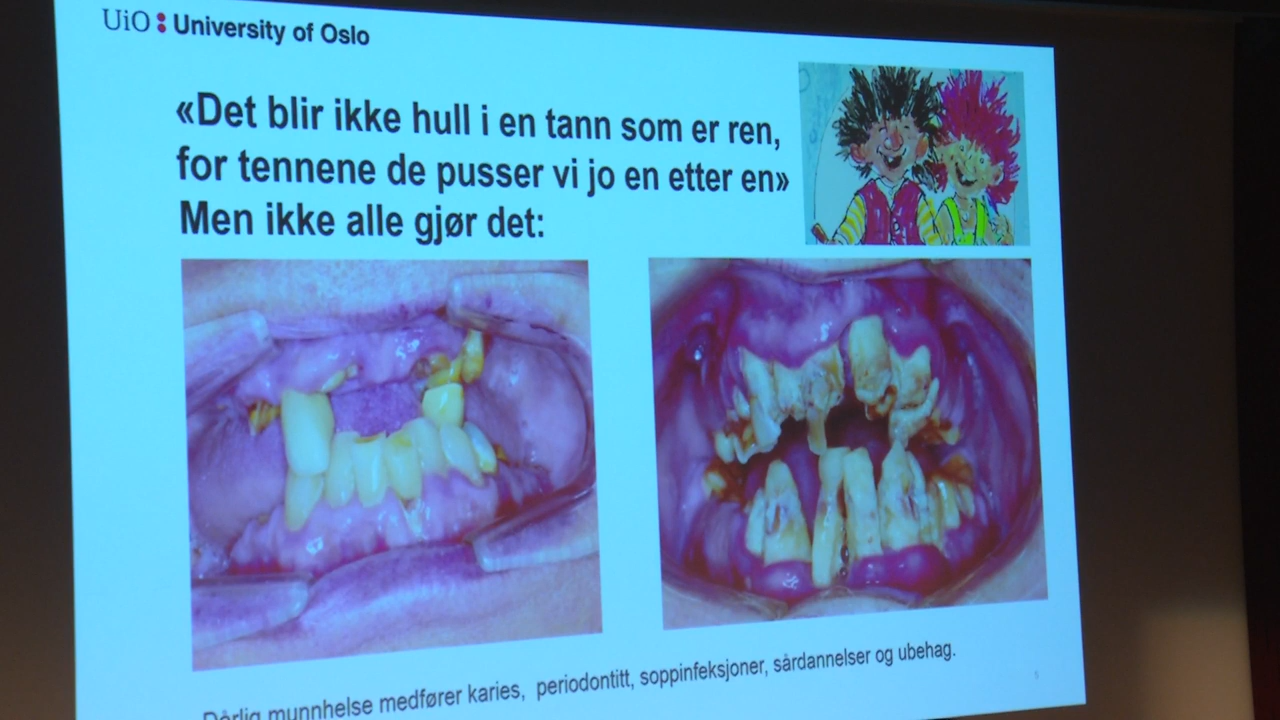 UiO : University of Oslo
«Det blir ikke hull i en tann som er ren,
for tennene de pusser vi jo en etter en»
Men ikke alle gjør det:
Dårlig munnhelse medfører karies, periodontitt, soppinfeksjoner, sårdannelser og ubehag.